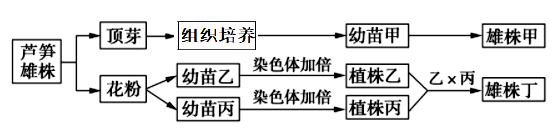 芦笋
雄株
顶芽
组织培养
幼苗甲
雄株甲
花粉
幼苗乙
染色体加倍
植株乙
幼苗丙
染色体加倍
植株丙
乙×丙
雄株丁